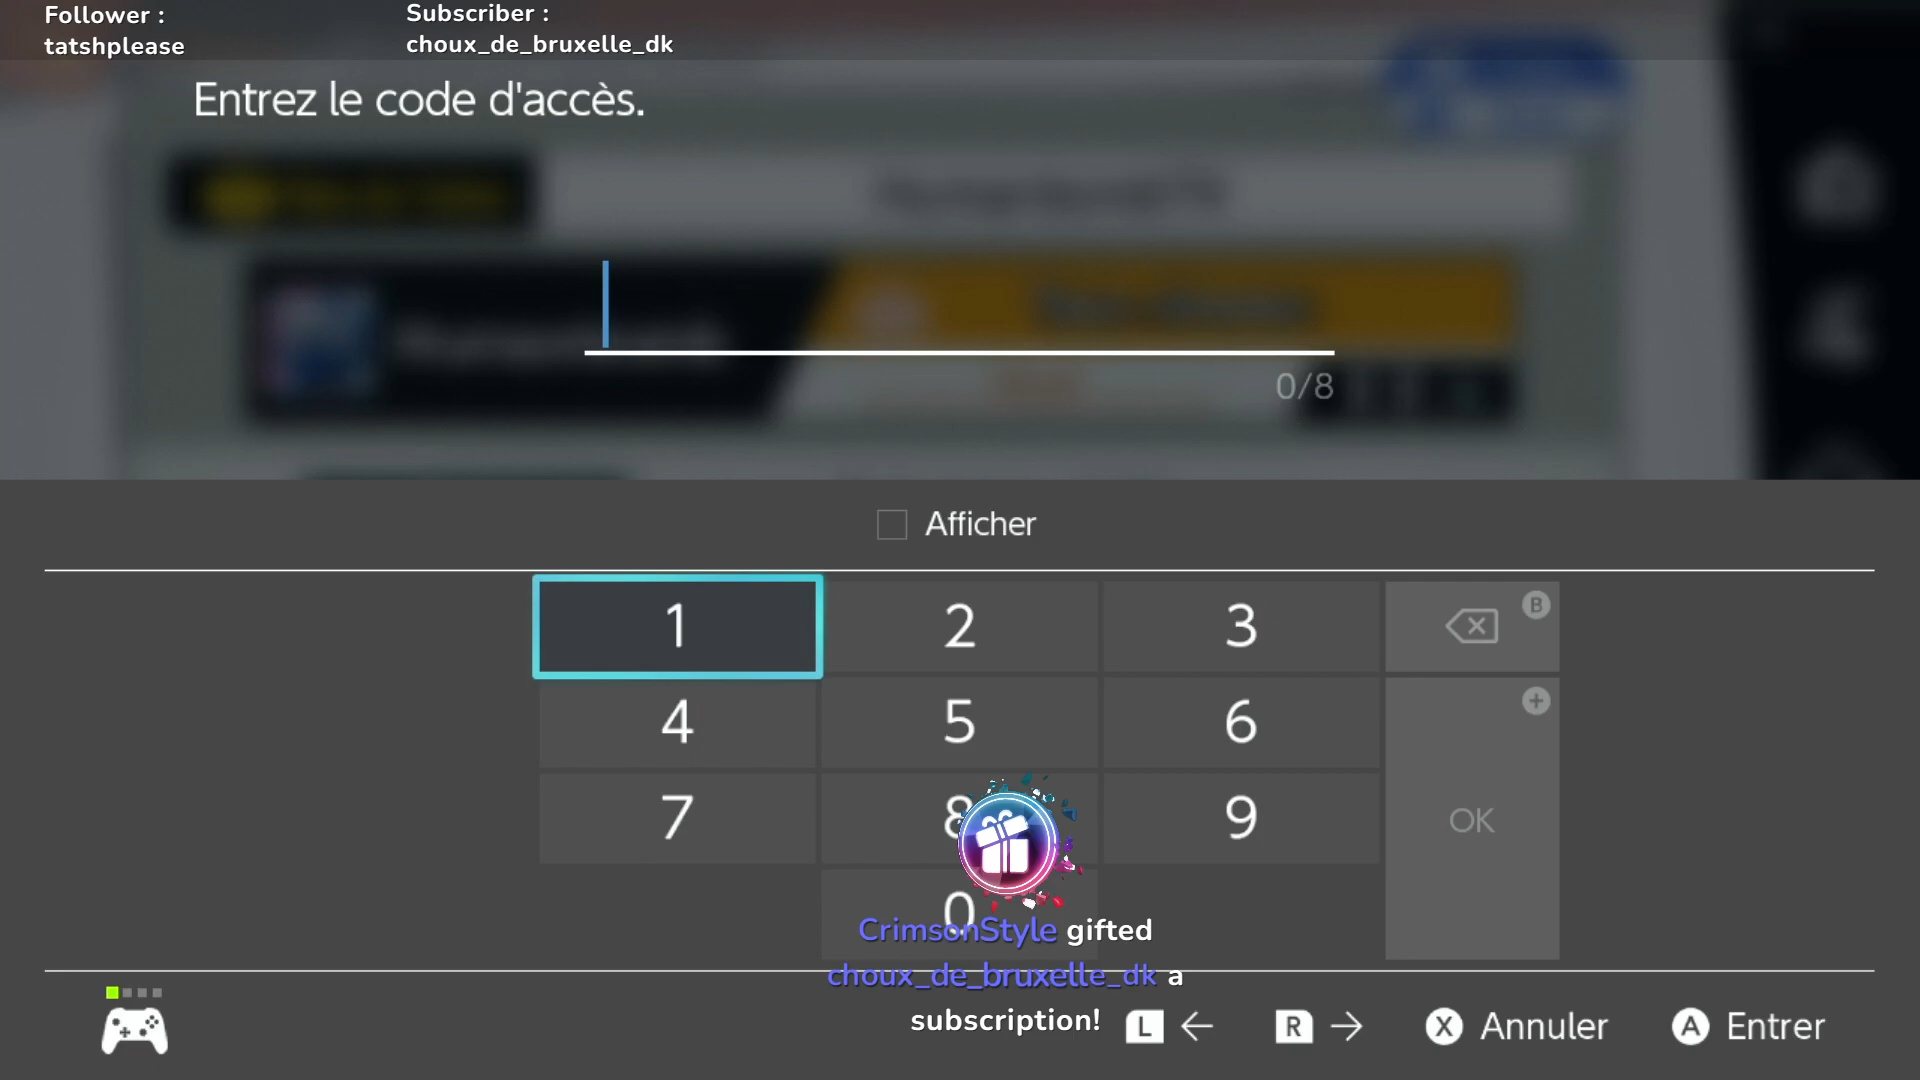 Follower :
tatshplease
Subscriber :
choux_de_bruxelle_dk
Entrez le code d'accès.
0/8
Afficher
1 2 3 B
4 5 6 +
7 8 9 OK
0
CrimsonStyle gifted
choux_de_bruxelle_dk a
subscription!
L ← R → X Annuler A Entrer